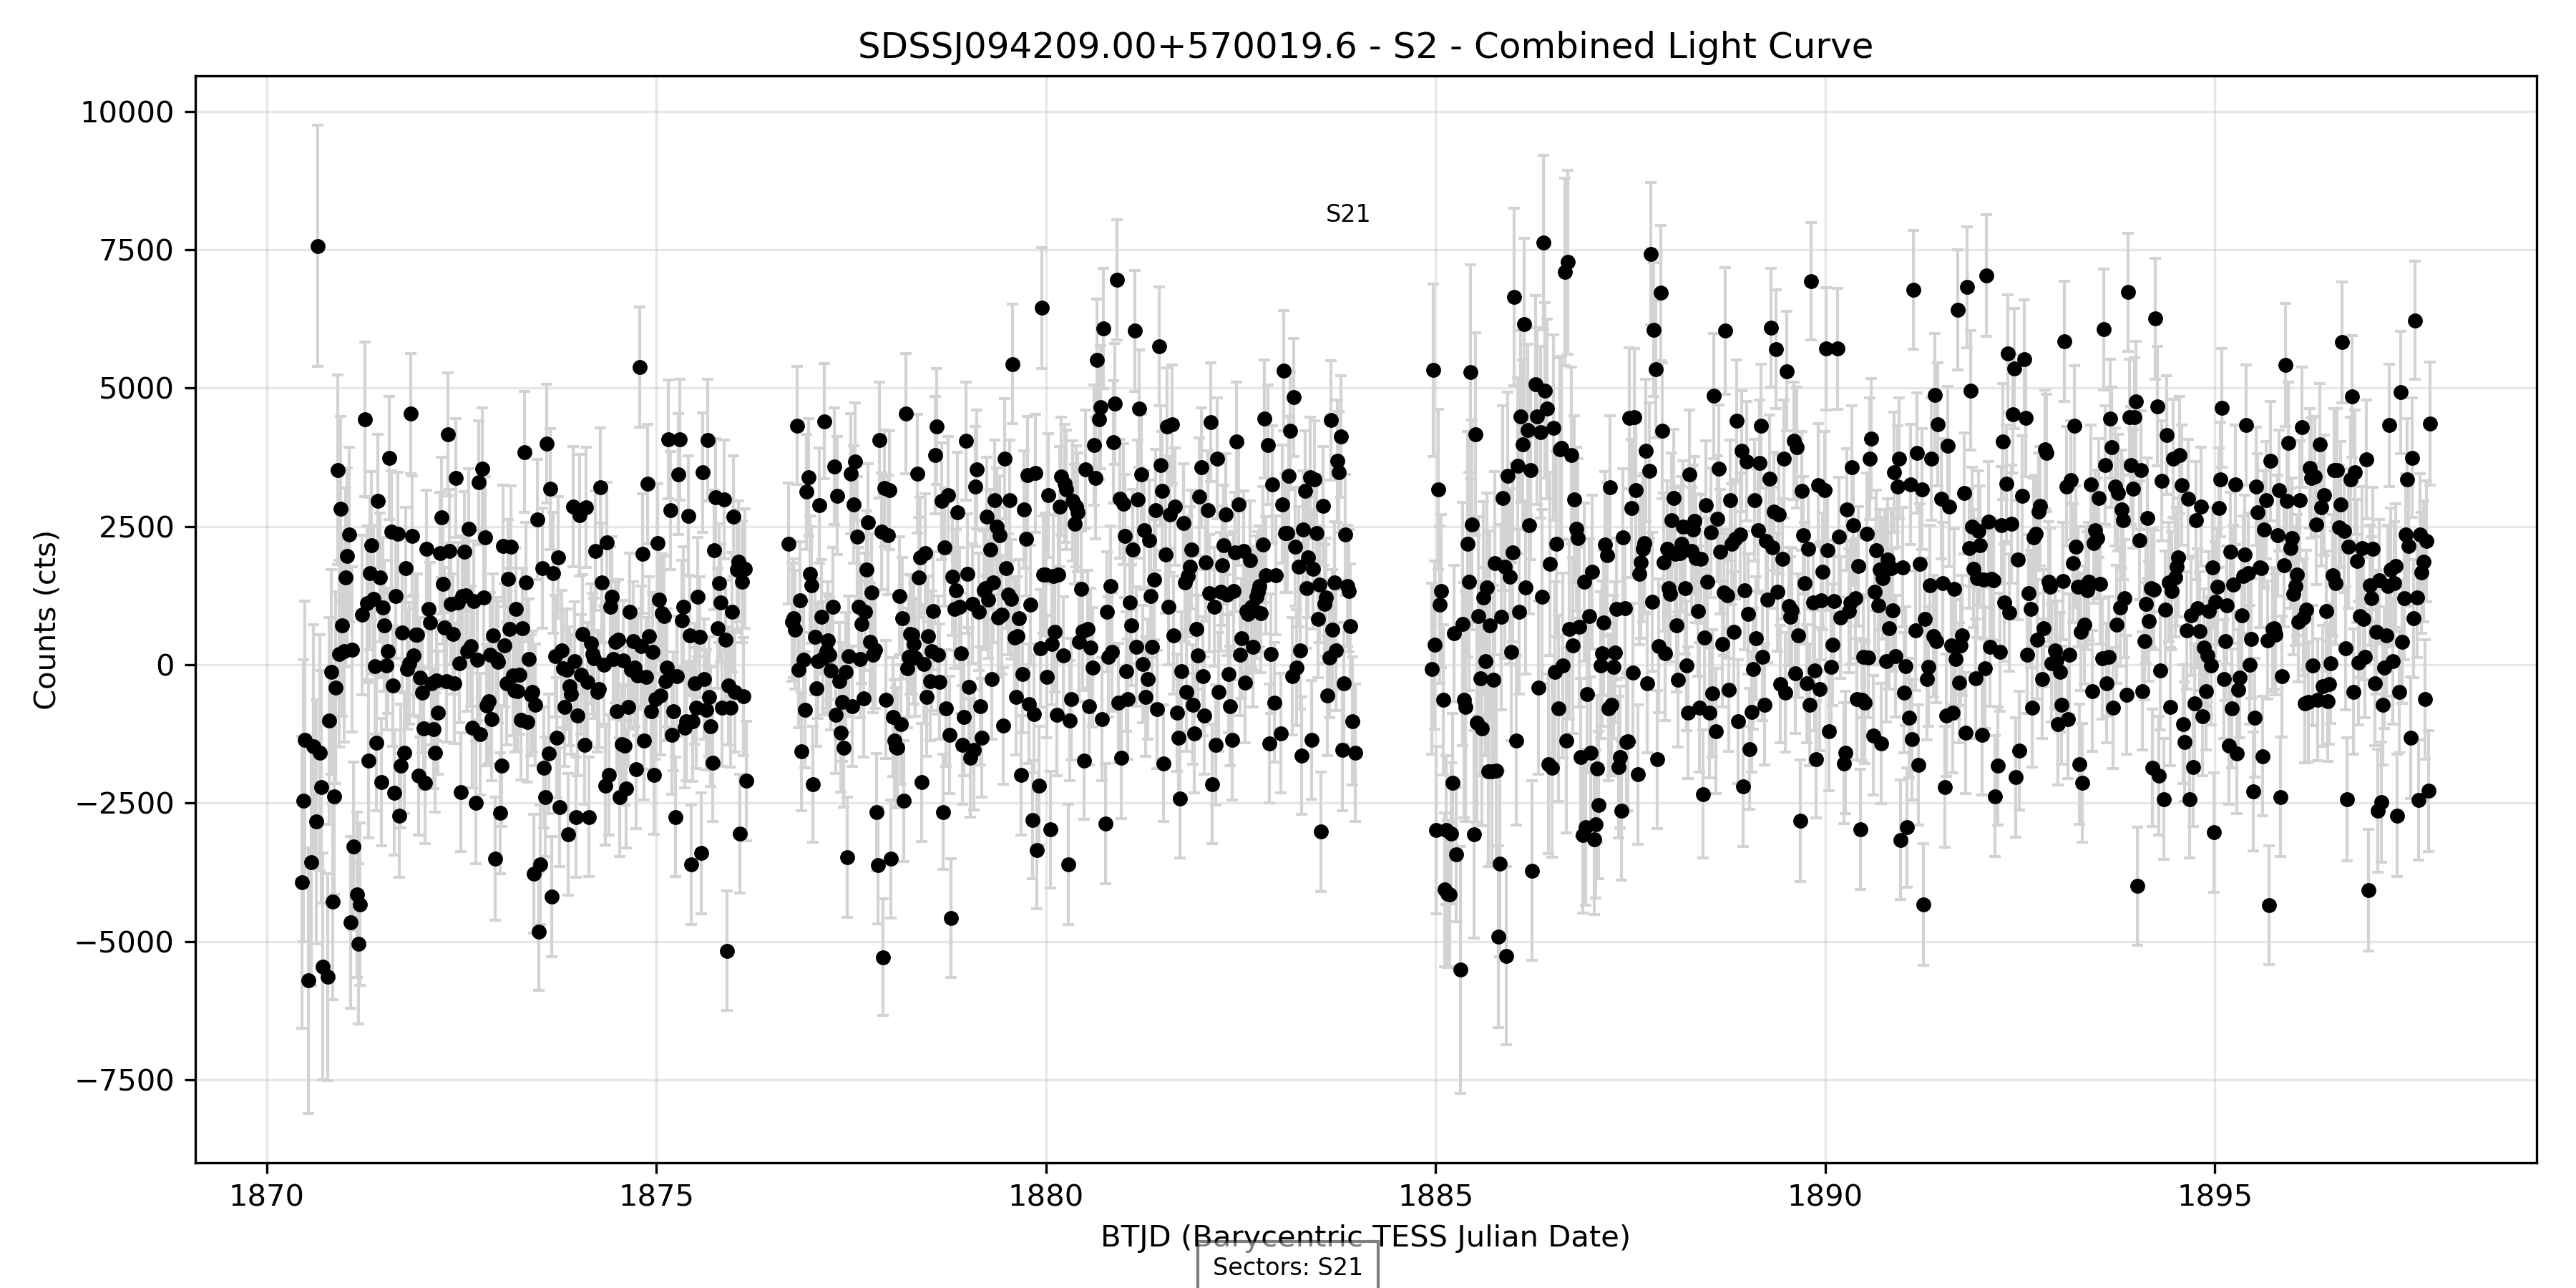 SDSSJ094209.00+570019.6 - S2 - Combined Light Curve
10000
7500
5000
2500
0
−2500
−5000
−7500
Counts (cts)
S21
1870
1875
1880
1885
1890
1895
BTJD (Barycentric TESS Julian Date)
Sectors: S21